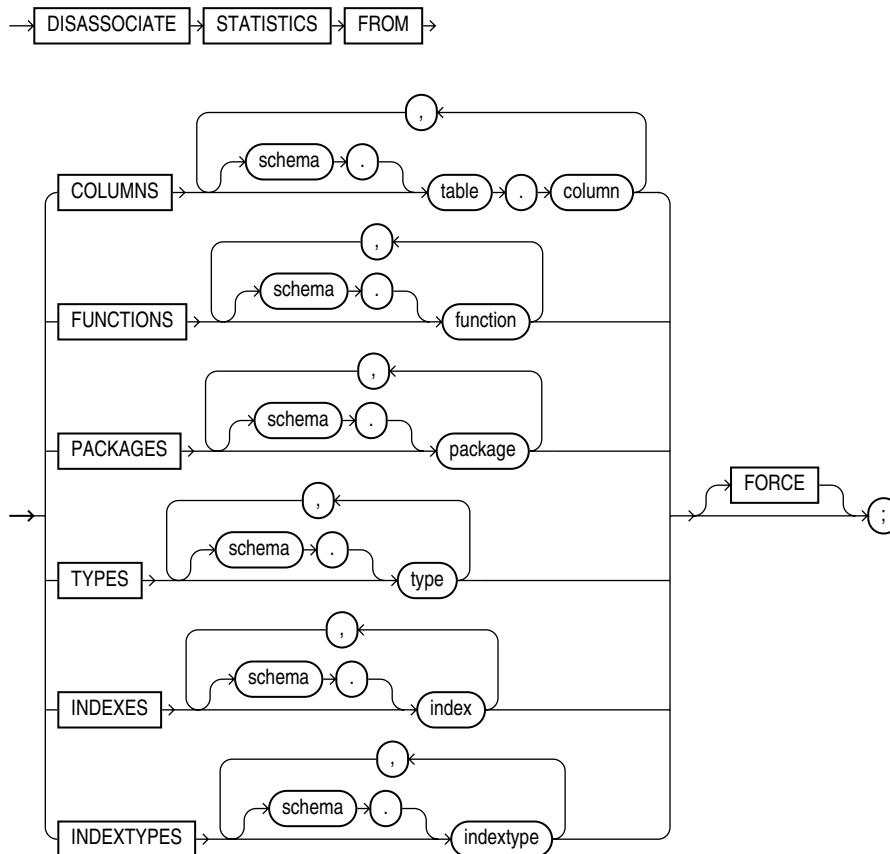 DISASSOCIATE STATISTICS FROM
,
schema .
COLUMNS table . column
,
schema .
FUNCTIONS function
,
schema .
PACKAGES package
FORCE
,
;
schema .
TYPES type
,
schema .
INDEXES index
,
schema .
INDEXTYPES indextype